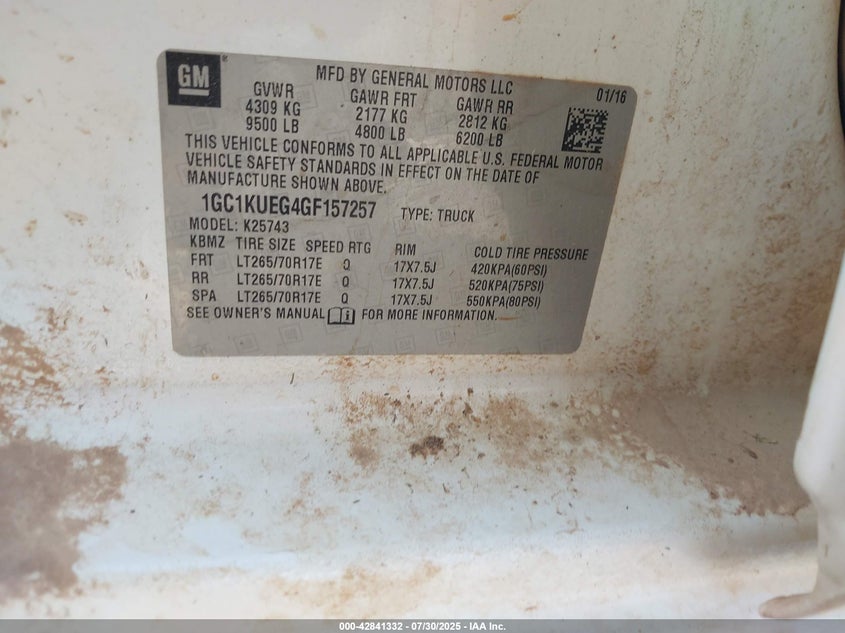 GM
MFD BY GENERAL MOTORS LLC
GVWR GAWR FRT GAWR RR 01/16
4309 KG 2177 KG 2812 KG
9500 LB 4800 LB 6200 LB
THIS VEHICLE CONFORMS TO ALL APPLICABLE U.S. FEDERAL MOTOR
VEHICLE SAFETY STANDARDS IN EFFECT ON THE DATE OF
MANUFACTURE SHOWN ABOVE.
1GC1KUEG4GF157257 TYPE: TRUCK
MODEL: K25743
KBMZ TIRE SIZE SPEED RTG RIM COLD TIRE PRESSURE
FRT LT265/70R17E Q 17X7.5J 420KPA(60PSI)
RR LT265/70R17E Q 17X7.5J 520KPA(75PSI)
SPA LT265/70R17E Q 17X7.5J 550KPA(80PSI)
SEE OWNER'S MANUAL FOR MORE INFORMATION.
000-42841332 / 07/30/2025 - IAA Inc.